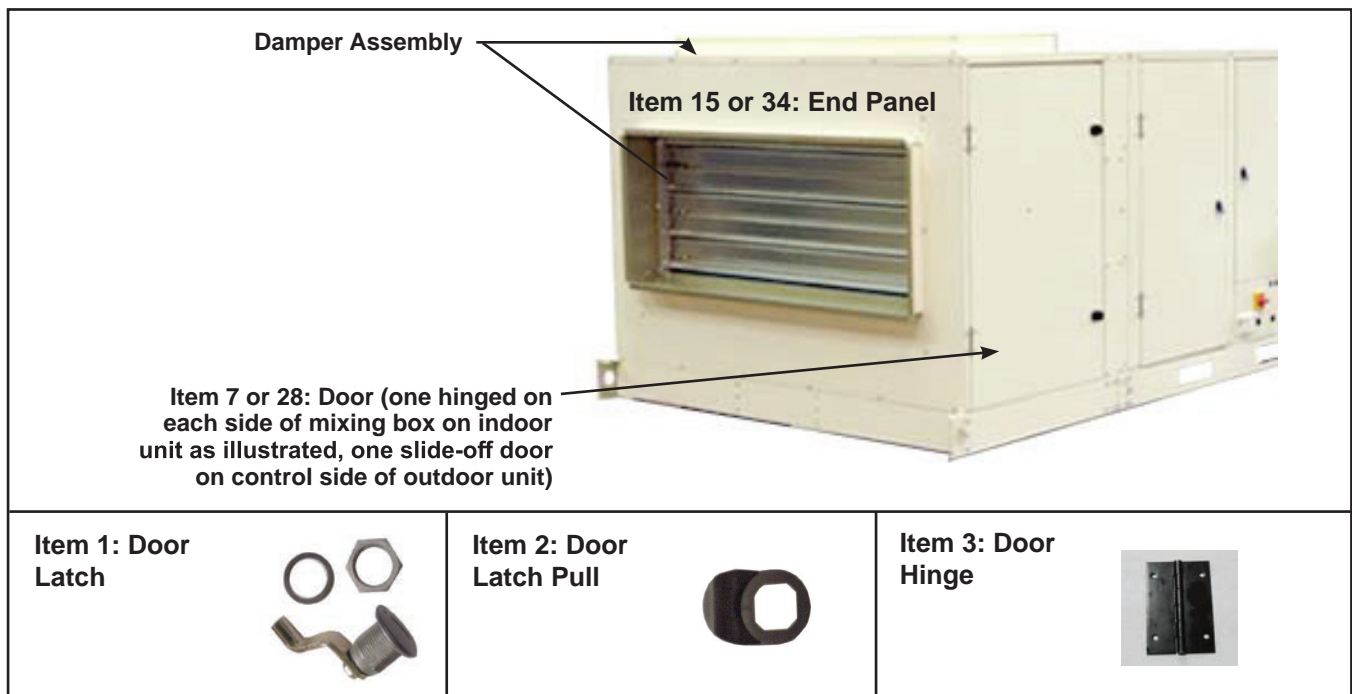 Damper Assembly
Item 15 or 34: End Panel
Item 7 or 28: Door (one hinged on
each side of mixing box on indoor
unit as illustrated, one slide-off door
on control side of outdoor unit)
Item 1: Door
Latch
Item 2: Door
Latch Pull
Item 3: Door
Hinge